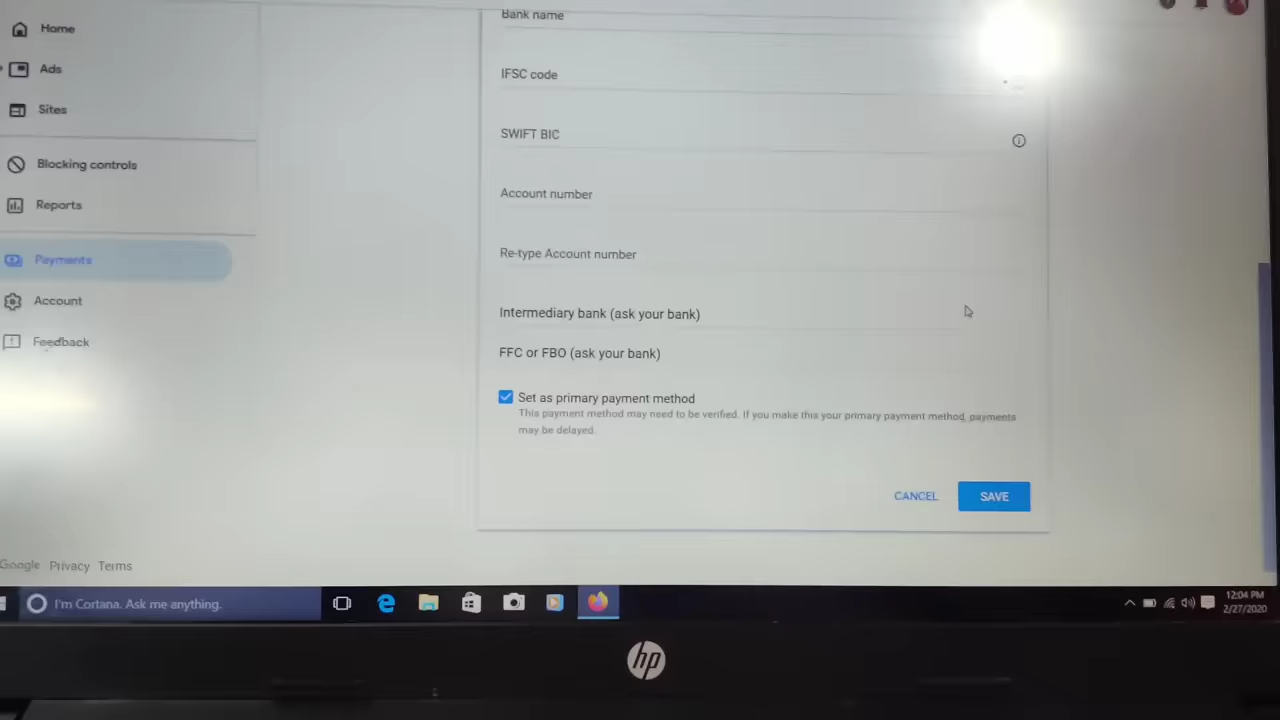 Home
Ads
Sites
Blocking controls
Reports
Payments
Account
Feedback
Bank name
IFSC code
SWIFT BIC
Account number
Re-type Account number
Intermediary bank (ask your bank)
FFC or FBO (ask your bank)
Set as primary payment method
This payment method may need to be verified. If you make this your primary payment method, payments
may be delayed.
CANCEL SAVE
Google Privacy Terms
I'm Cortana. Ask me anything.
12:04 PM
2/27/2020
hp